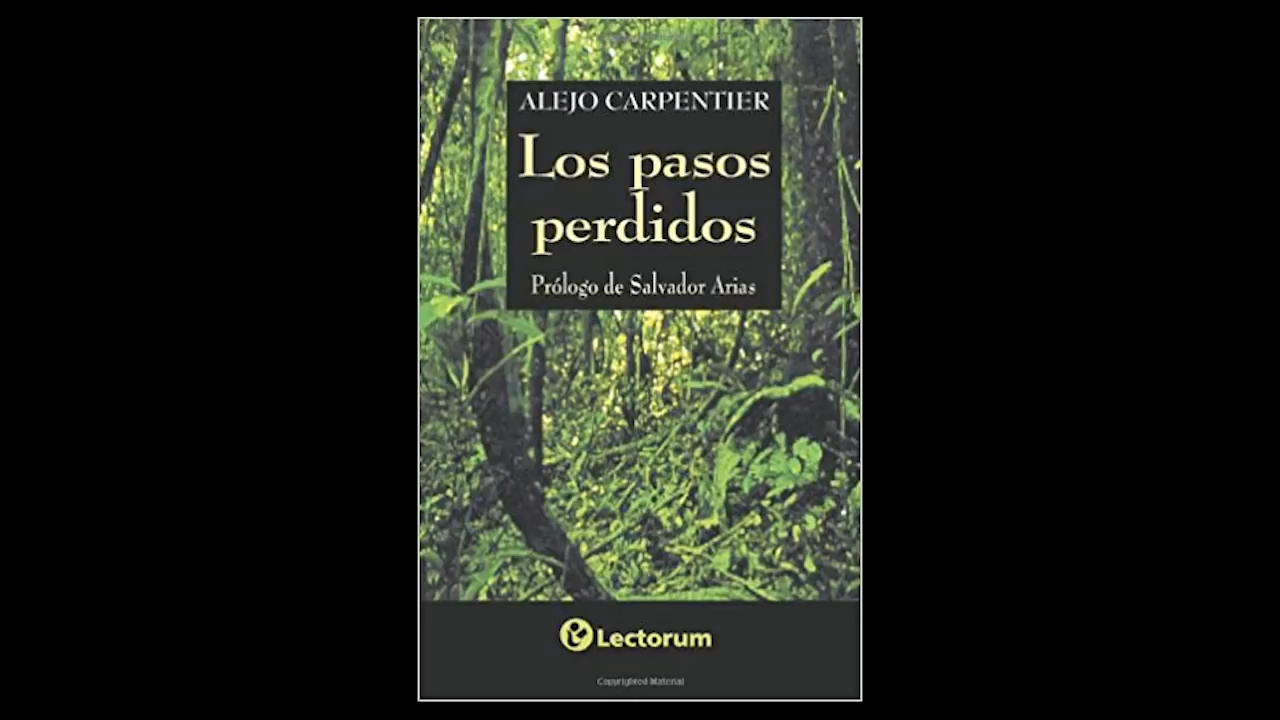 ALEJO CARPENTIER
Los pasos
perdidos
Prólogo de Salvador Arias
Lectorum
Copyrighted Material